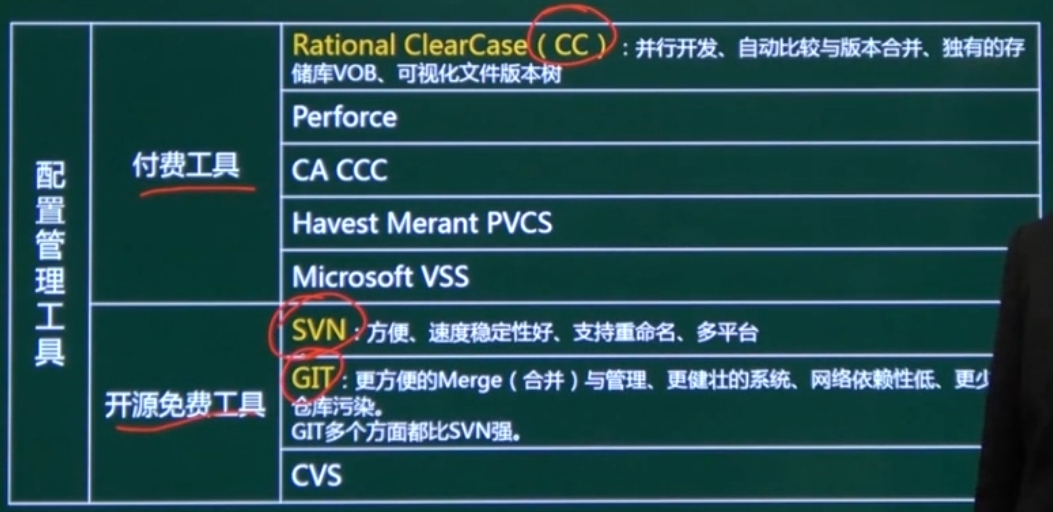 配置管理工具
付费工具
Rational ClearCase（CC）：并行开发、自动比较与版本合并、独有的存
储库VOB、可视化文件版本树
Perforce
CA CCC
Havest Merant PVCS
Microsoft VSS
开源免费工具
SVN：方便、速度稳定性好、支持重命名、多平台
GIT：更方便的Merge（合并）与管理、更健壮的系统、网络依赖性低、更少
仓库污染。
GIT多个方面都比SVN强。
CVS